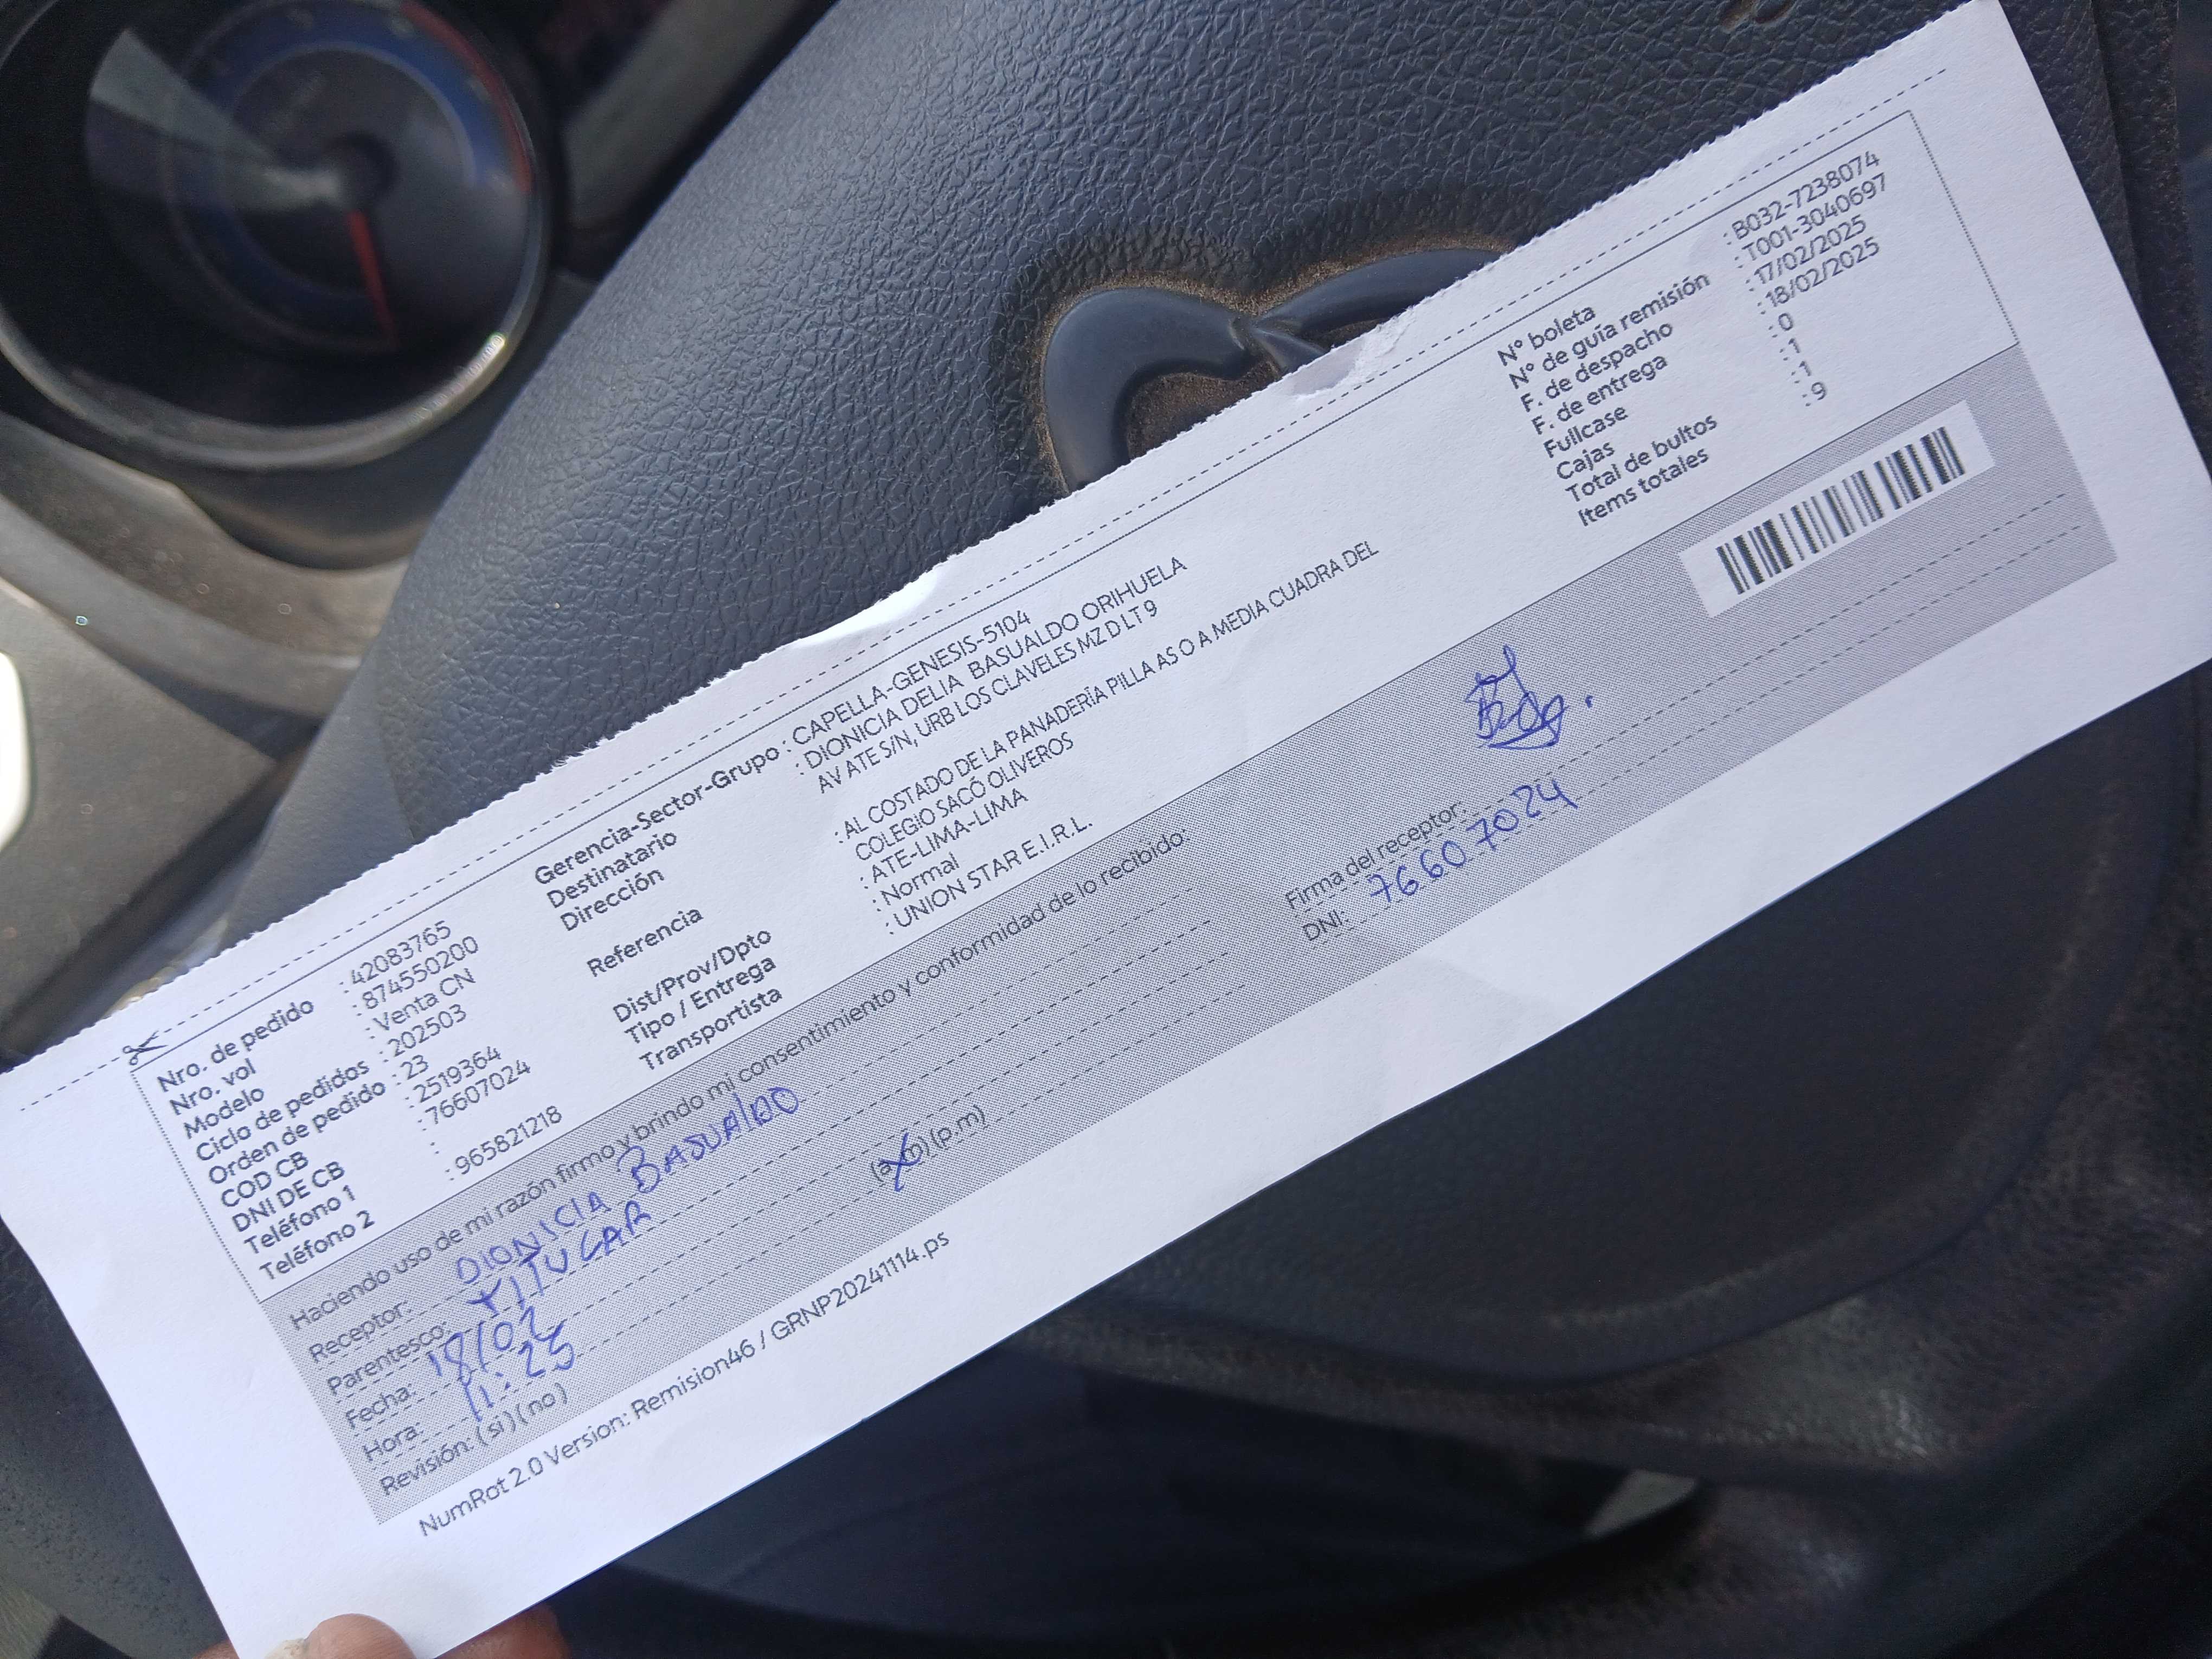 Nro. de pedido : 42083765
Nro. vol : 874550200
Modelo : Venta CN
Ciclo de pedidos : 202503
Orden de pedido : 23
COD CB : 2519364
DNI DE CB : 76607024
Teléfono 1 :
Teléfono 2 : 965821218
Gerencia-Sector-Grupo : CAPELLA-GENESIS-5104
Destinatario : DIONICIA DELIA BASUALDO ORIHUELA
Dirección AV ATE S/N, URB LOS CLAVELES MZ D LT 9
Referencia : AL COSTADO DE LA PANADERÍA PILLA AS O A MEDIA CUADRA DEL
COLEGIO SACÓ OLIVEROS
Dist/Prov/Dpto : ATE-LIMA-LIMA
Tipo / Entrega : Normal
Transportista : UNION STAR E.I.R.L.
N° boleta : B032-7238074
N° de guía remisión : T001-3040697
F. de despacho : 17/02/2025
F. de entrega : 18/02/2025
Fullcase : 0
Cajas : 1
Total de bultos : 1
Items totales : 9
Haciendo uso de mi razón firmo y brindo mi consentimiento y conformidad de lo recibido:
Receptor: DIONICIA BASUALDO
Parentesco: TITULAR
Fecha: 18/02
Hora: 11:25 (a.m) (p.m)
Revisión: ( si ) ( no )
Firma del receptor:
DNI: 76607024
NumRot 2.0 Version: Remision46 / GRNP20241114.ps